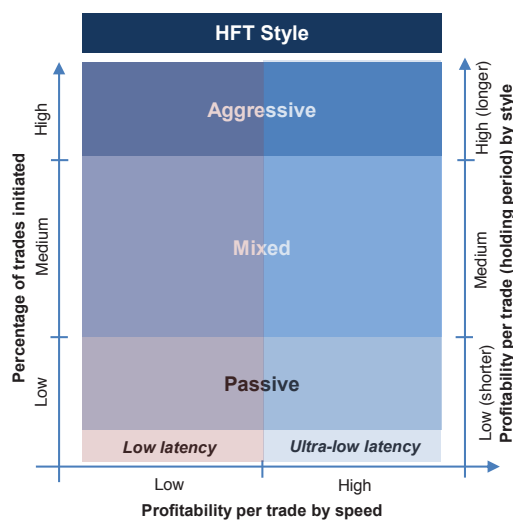 HFT Style
Percentage of trades initiated
High
Medium
Low
Aggressive
Mixed
Passive
Low latency
Ultra-low latency
High (longer)
Medium
Low (shorter)
Profitability per trade (holding period) by style
Low
High
Profitability per trade by speed